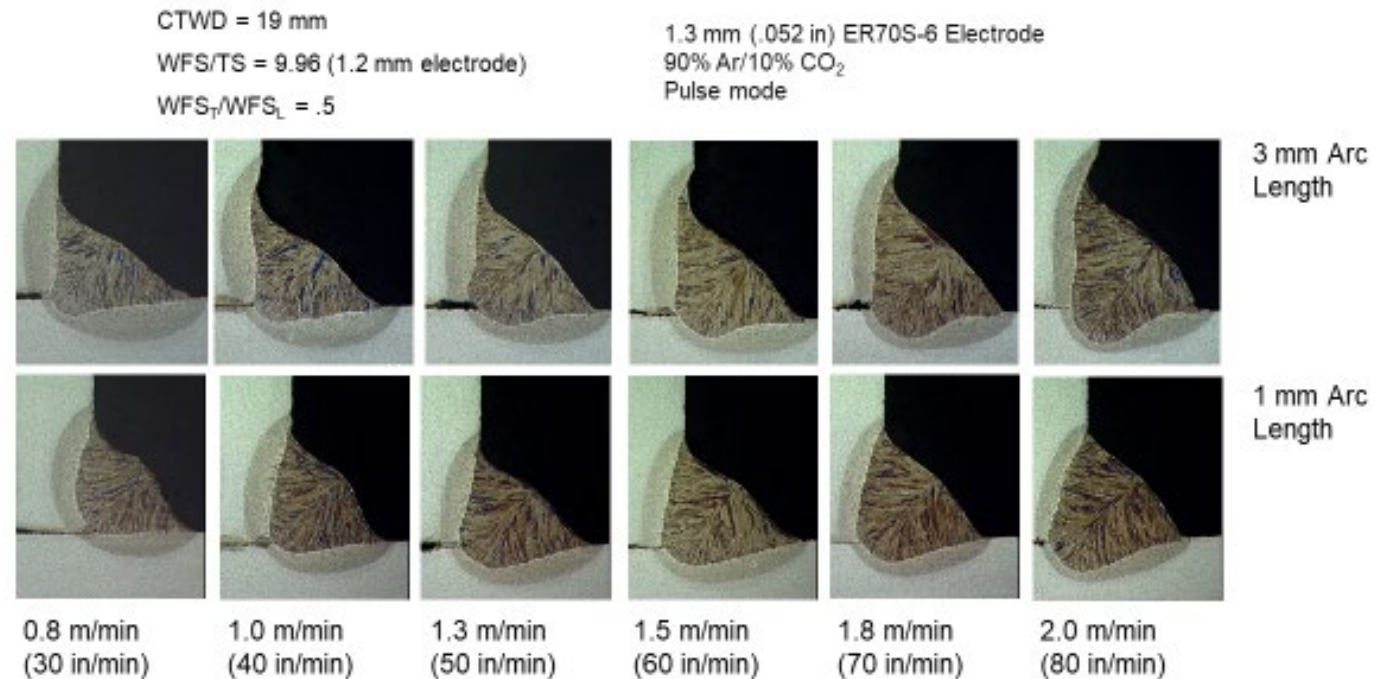 CTWD = 19 mm
WFS/TS = 9.96 (1.2 mm electrode)
WFS_T/WFS_L = .5
1.3 mm (.052 in) ER70S-6 Electrode
90% Ar/10% CO₂
Pulse mode
3 mm Arc
Length
1 mm Arc
Length
0.8 m/min
(30 in/min)
1.0 m/min
(40 in/min)
1.3 m/min
(50 in/min)
1.5 m/min
(60 in/min)
1.8 m/min
(70 in/min)
2.0 m/min
(80 in/min)